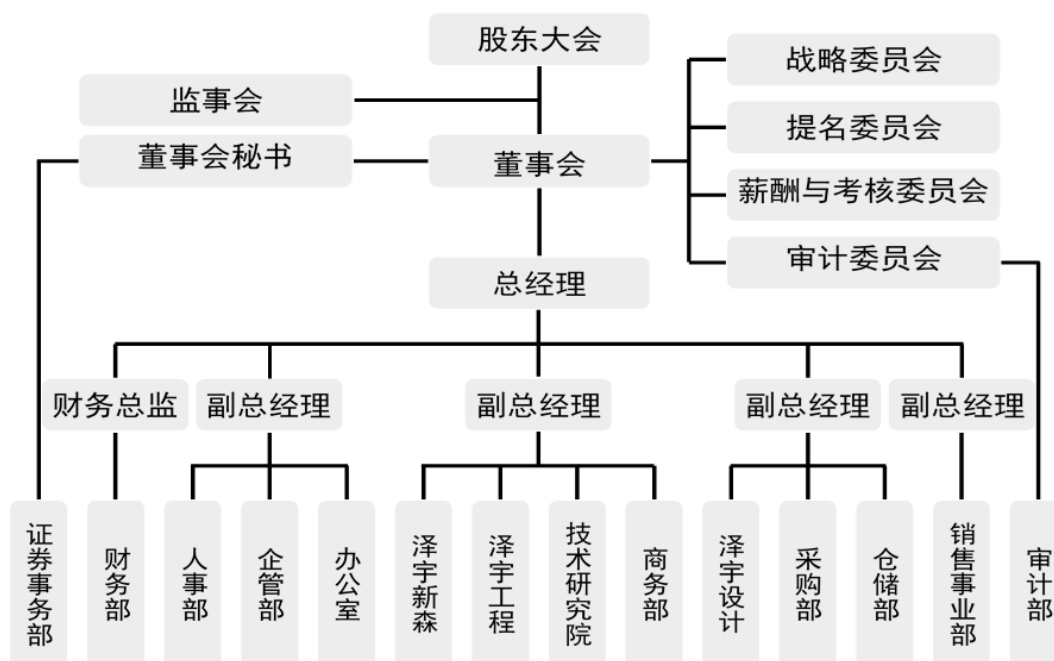 股东大会
战略委员会
监事会
提名委员会
董事会秘书
董事会
薪酬与考核委员会
审计委员会
总经理
财务总监
副总经理
副总经理
副总经理
副总经理
证券事务部
财务部
人事部
企管部
办公室
泽宇新森
泽宇工程
技术研究院
商务部
泽宇设计
采购部
仓储部
销售事业部
审计部